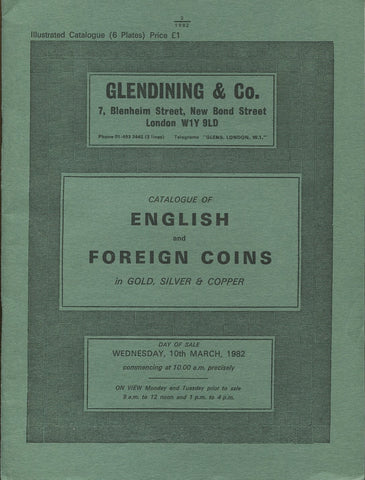 3
1982
Illustrated Catalogue (6 Plates) Price £1
GLENDINING & Co.
7, Blenheim Street, New Bond Street
London W1Y 9LD
Phone 01-493 2445 (3 lines) Telegrams "GLENS, LONDON, W.1."
CATALOGUE OF
ENGLISH
and
FOREIGN COINS
in GOLD, SILVER & COPPER
DAY OF SALE
WEDNESDAY, 10th MARCH, 1982
commencing at 10.00 a.m. precisely
ON VIEW Monday and Tuesday prior to sale
9 a.m. to 12 noon and 1 p.m. to 4 p.m.